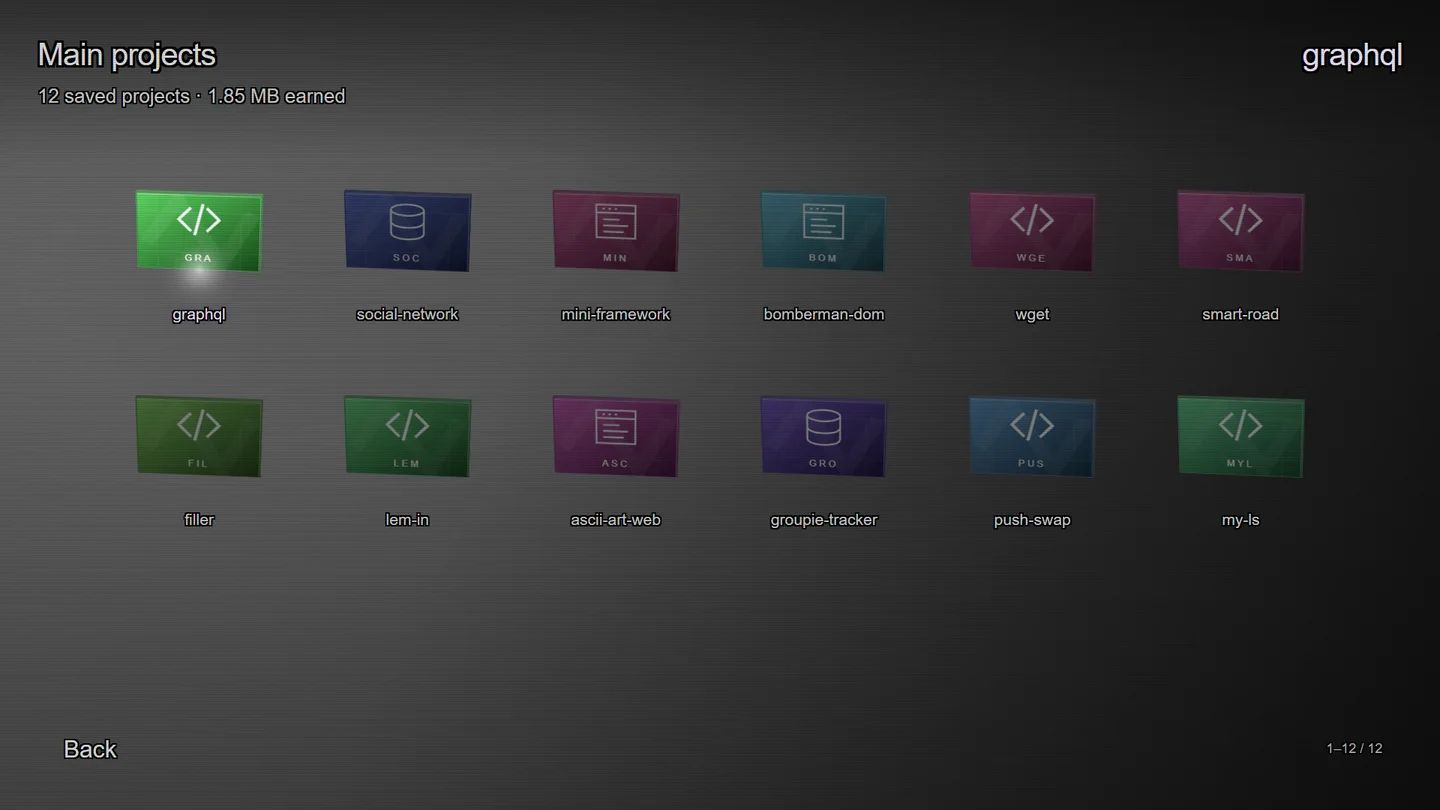 Main projects
graphql
12 saved projects · 1.85 MB earned
GRA
SOC
MIN
BOM
WGE
SMA
graphql
social-network
mini-framework
bomberman-dom
wget
smart-road
FIL
LEM
ASC
GRO
PUS
MYL
filler
lem-in
ascii-art-web
groupie-tracker
push-swap
my-ls
Back
1–12 / 12